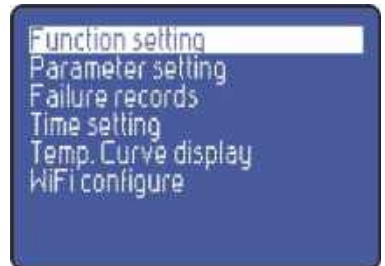 Function setting
Parameter setting
Failure records
Time setting
Temp. Curve display
WiFi configure